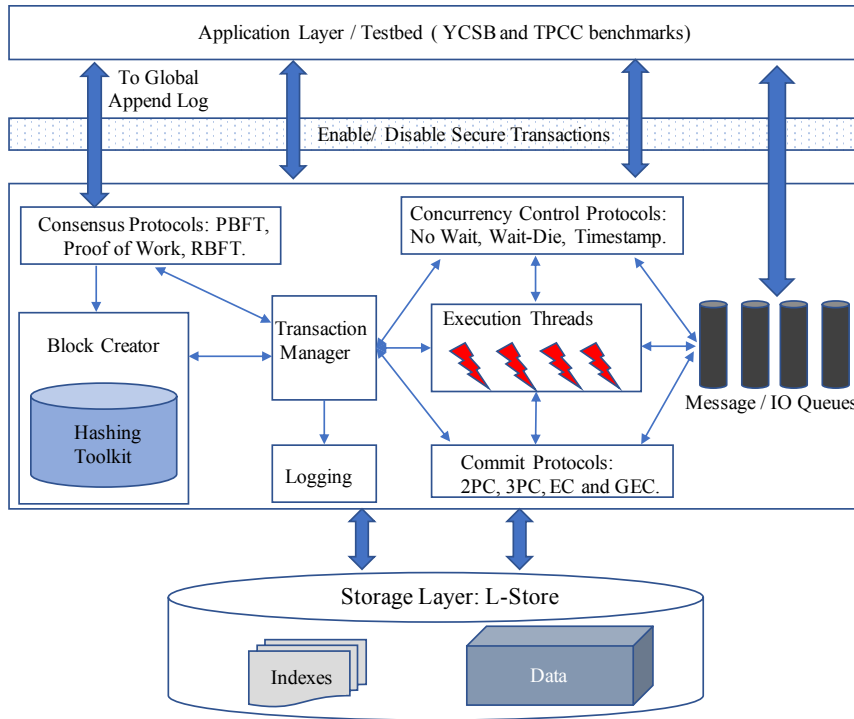 Application Layer / Testbed ( YCSB and TPCC benchmarks)
To Global
Append Log
Enable/ Disable Secure Transactions
Consensus Protocols: PBFT,
Proof of Work, RBFT.
Concurrency Control Protocols:
No Wait, Wait-Die, Timestamp.
Block Creator
Transaction
Manager
Execution Threads
Hashing
Toolkit
Message / IO Queues
Logging
Commit Protocols:
2PC, 3PC, EC and GEC.
Storage Layer: L-Store
Indexes
Data